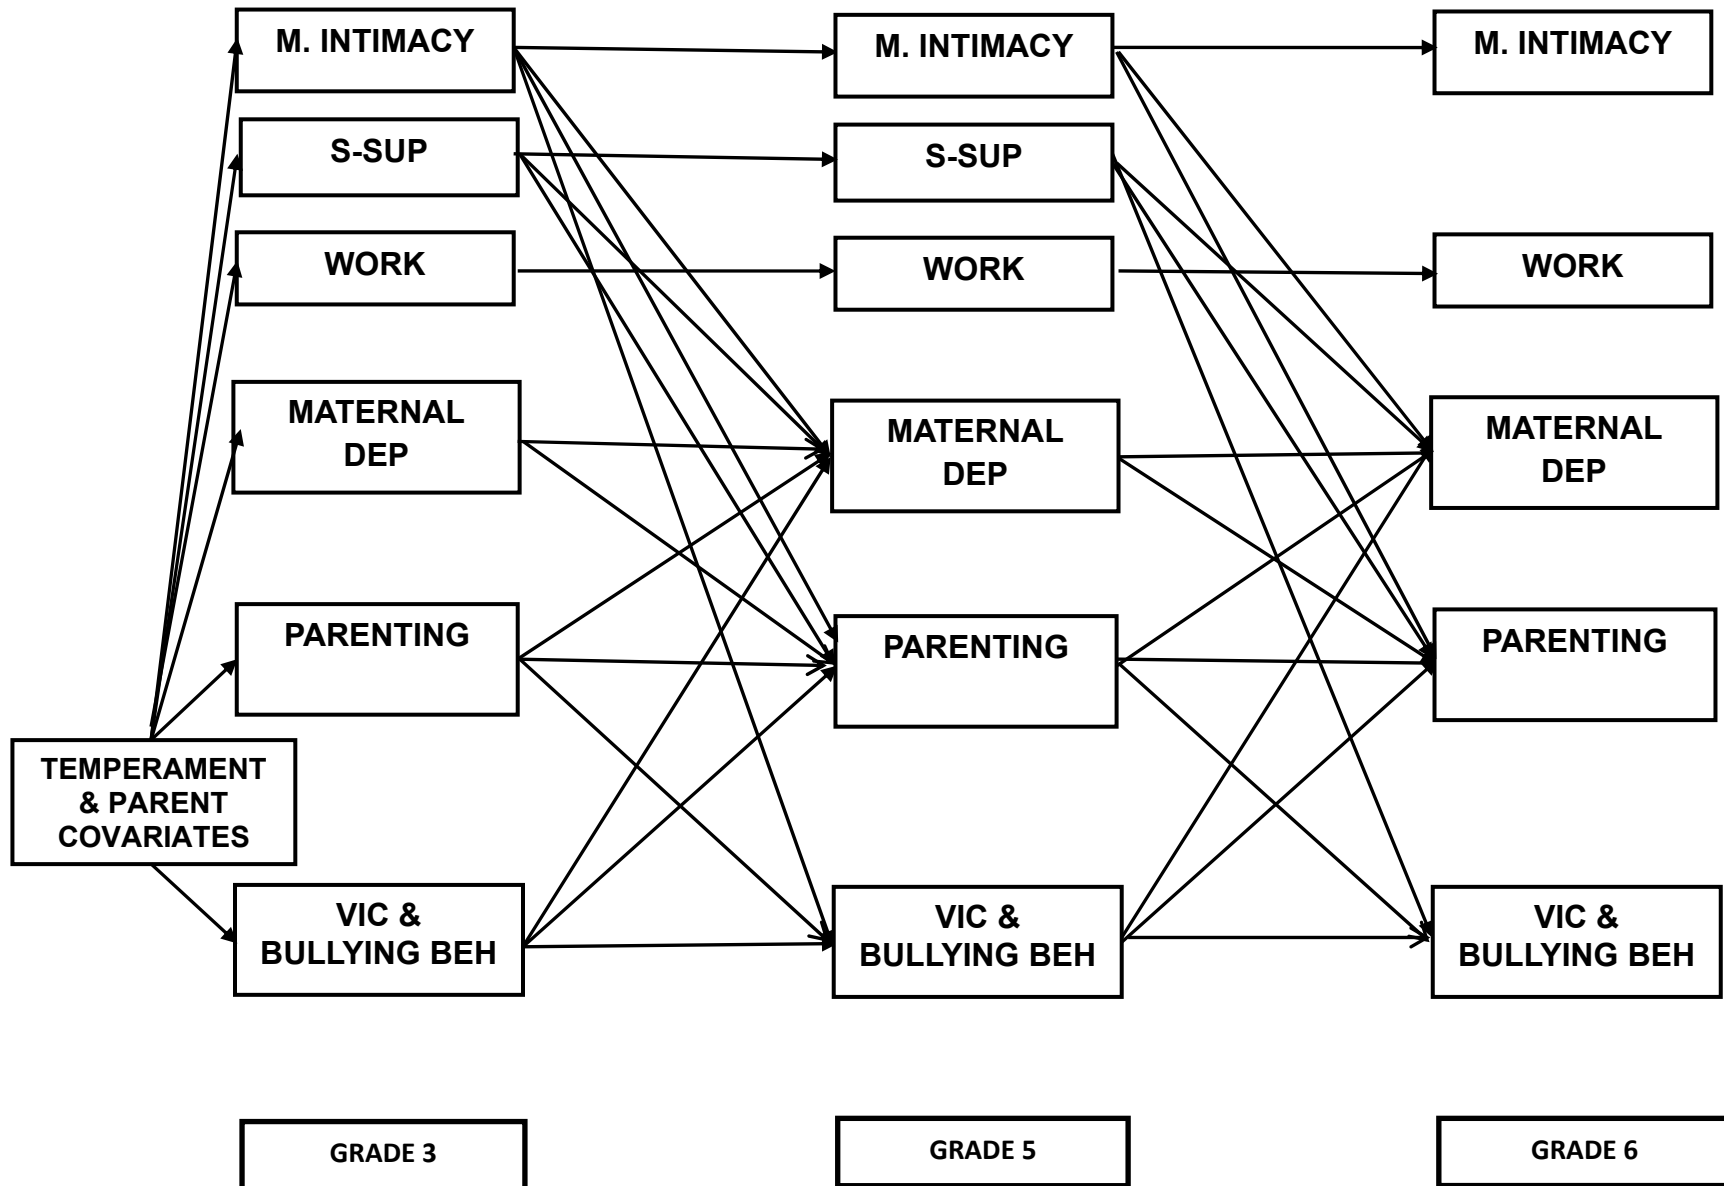 M. INTIMACY
M. INTIMACY
M. INTIMACY
S-SUP
S-SUP
WORK
WORK
WORK
MATERNAL
DEP
MATERNAL
DEP
MATERNAL
DEP
PARENTING
PARENTING
PARENTING
TEMPERAMENT
& PARENT
COVARIATES
VIC &
BULLYING BEH
VIC &
BULLYING BEH
VIC &
BULLYING BEH
GRADE 3
GRADE 5
GRADE 6